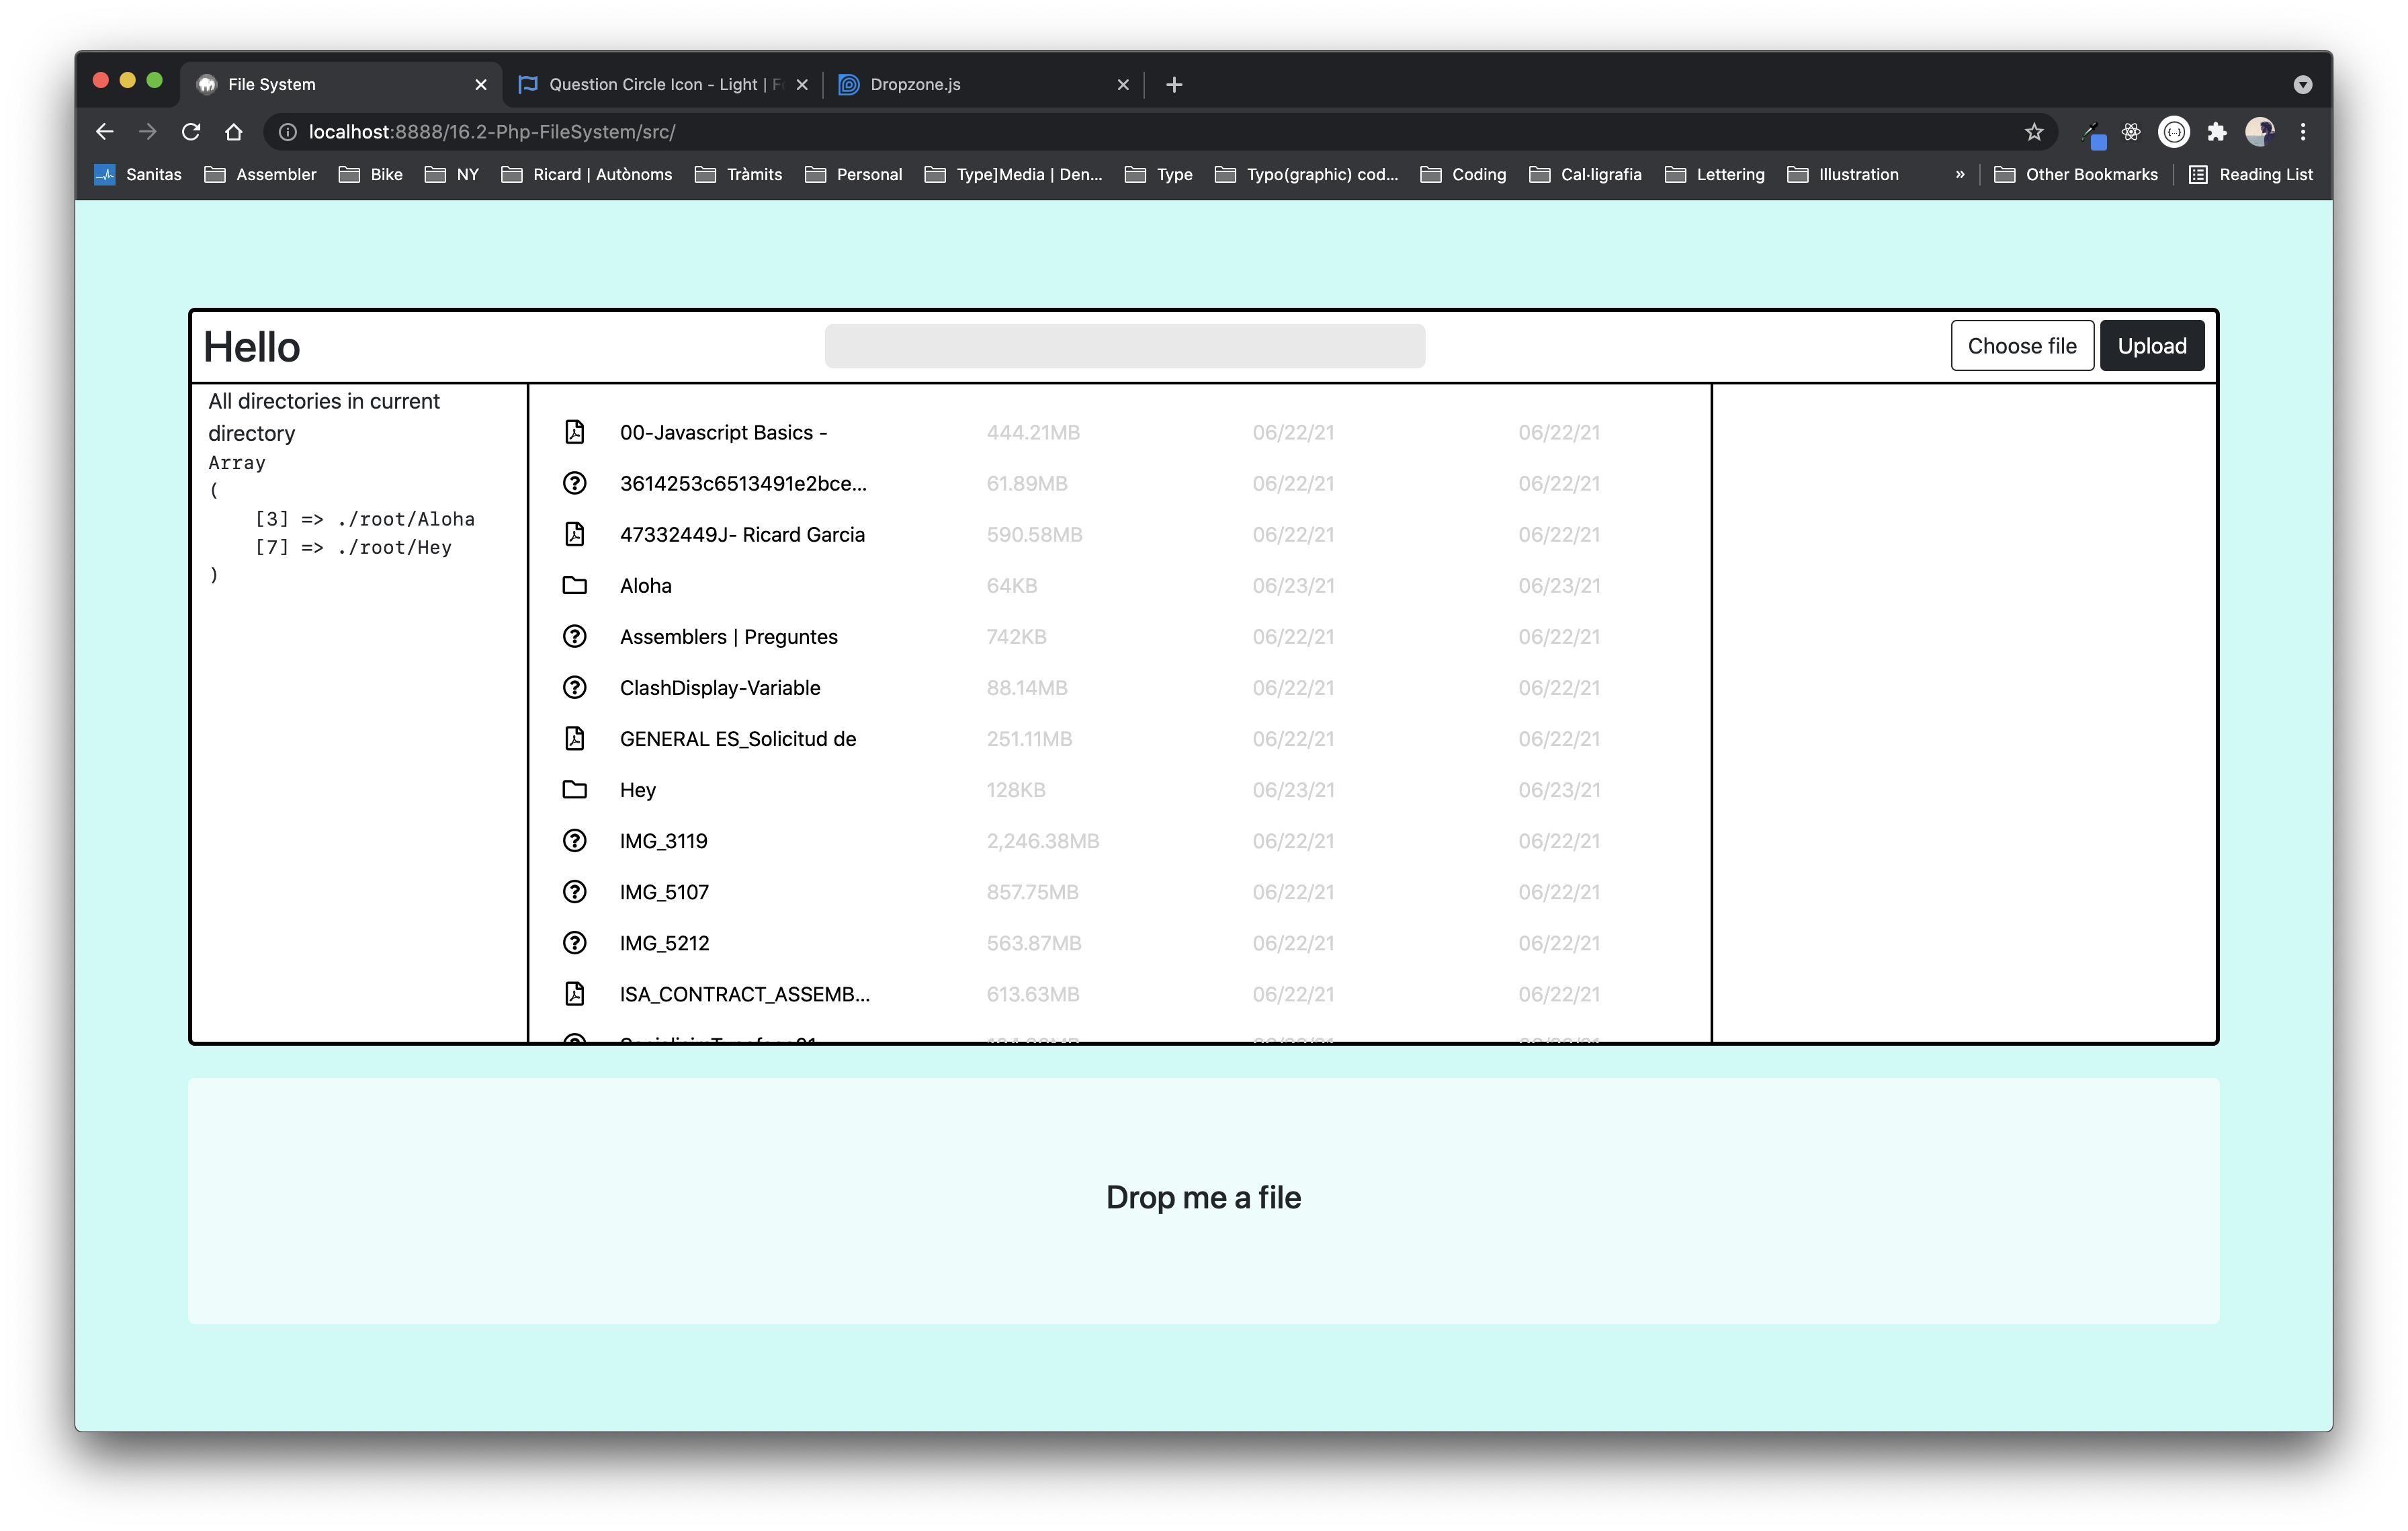 File System
Question Circle Icon - Light |
Dropzone.js
localhost:8888/16.2-Php-FileSystem/src/
Sanitas Assembler Bike NY Ricard | Autònoms Tràmits Personal Type]Media | Den... Type Typo(graphic) cod... Coding Cal·ligrafia Lettering Illustration » Other Bookmarks Reading List
Hello
Choose file Upload
All directories in current
directory
Array
(
[3] => ./root/Aloha
[7] => ./root/Hey
)
00-Javascript Basics - 444.21MB 06/22/21 06/22/21
3614253c6513491e2bce... 61.89MB 06/22/21 06/22/21
47332449J- Ricard Garcia 590.58MB 06/22/21 06/22/21
Aloha 64KB 06/23/21 06/23/21
Assemblers | Preguntes 742KB 06/22/21 06/22/21
ClashDisplay-Variable 88.14MB 06/22/21 06/22/21
GENERAL ES_Solicitud de 251.11MB 06/22/21 06/22/21
Hey 128KB 06/23/21 06/23/21
IMG_3119 2,246.38MB 06/22/21 06/22/21
IMG_5107 857.75MB 06/22/21 06/22/21
IMG_5212 563.87MB 06/22/21 06/22/21
ISA_CONTRACT_ASSEMB... 613.63MB 06/22/21 06/22/21
Drop me a file